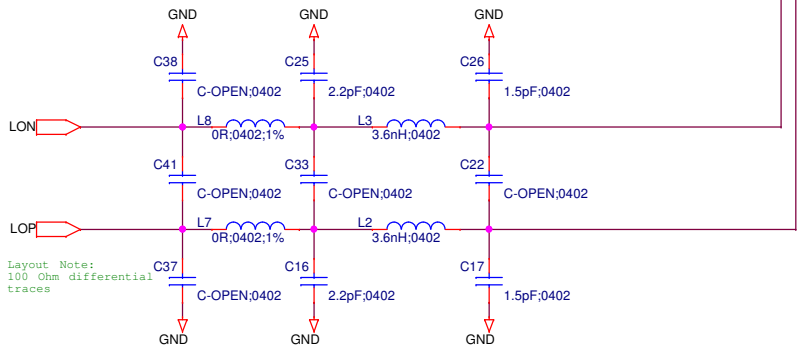 GND GND GND
C38 C25 C26
C-OPEN;0402 2.2pF;0402 1.5pF;0402
LON L8 L3
0R;0402;1% 3.6nH;0402
C41 C33 C22
C-OPEN;0402 C-OPEN;0402 C-OPEN;0402
LOP L7 L2
0R;0402;1% 3.6nH;0402
Layout Note:
100 Ohm differential
traces
C37 C16 C17
C-OPEN;0402 2.2pF;0402 1.5pF;0402
GND GND GND